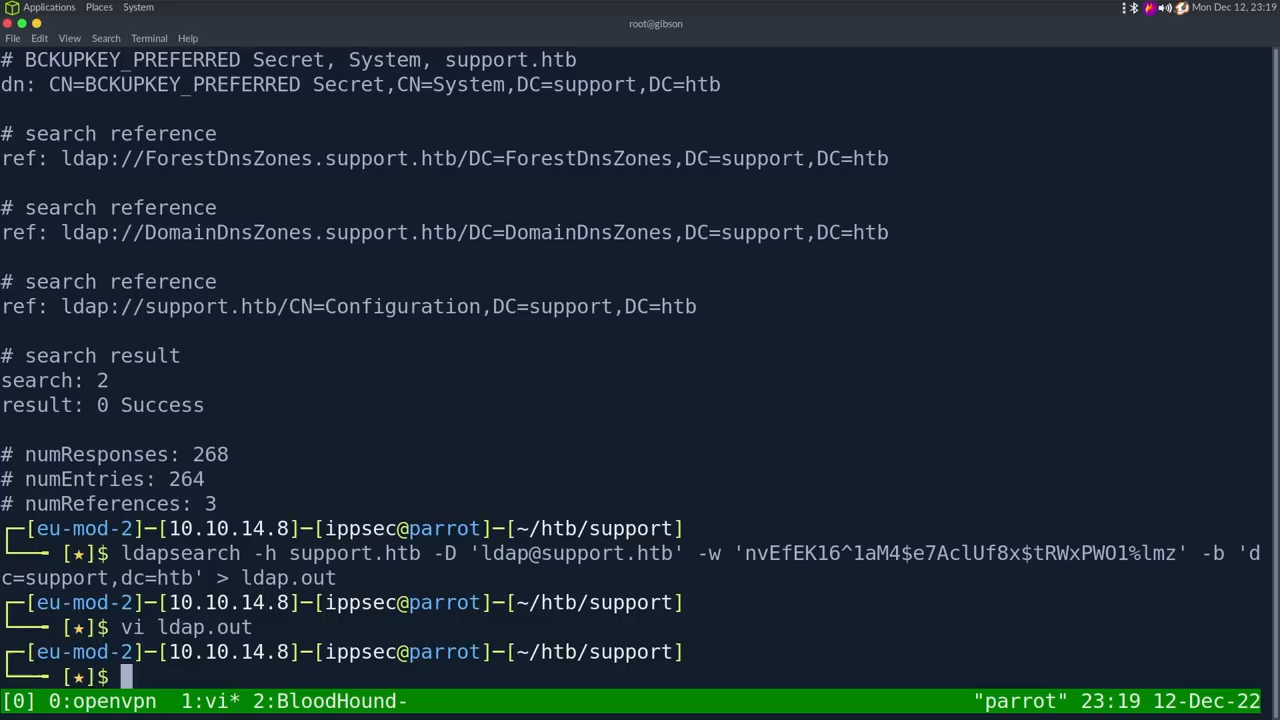 Applications Places System
Mon Dec 12, 23:19
root@gibson
File Edit View Search Terminal Help
# BCKUPKEY_PREFERRED Secret, System, support.htb
dn: CN=BCKUPKEY_PREFERRED Secret,CN=System,DC=support,DC=htb
# search reference
ref: ldap://ForestDnsZones.support.htb/DC=ForestDnsZones,DC=support,DC=htb
# search reference
ref: ldap://DomainDnsZones.support.htb/DC=DomainDnsZones,DC=support,DC=htb
# search reference
ref: ldap://support.htb/CN=Configuration,DC=support,DC=htb
# search result
search: 2
result: 0 Success
# numResponses: 268
# numEntries: 264
# numReferences: 3
┌─[eu-mod-2]─[10.10.14.8]─[ippsec@parrot]─[~/htb/support]
└──╼ [★]$ ldapsearch -h support.htb -D 'ldap@support.htb' -w 'nvEfEK16^1aM4$e7AclUf8x$tRWxPWO1%lmz' -b 'd
c=support,dc=htb' > ldap.out
┌─[eu-mod-2]─[10.10.14.8]─[ippsec@parrot]─[~/htb/support]
└──╼ [★]$ vi ldap.out
┌─[eu-mod-2]─[10.10.14.8]─[ippsec@parrot]─[~/htb/support]
└──╼ [★]$
[0] 0:openvpn 1:vi* 2:BloodHound- "parrot" 23:19 12-Dec-22